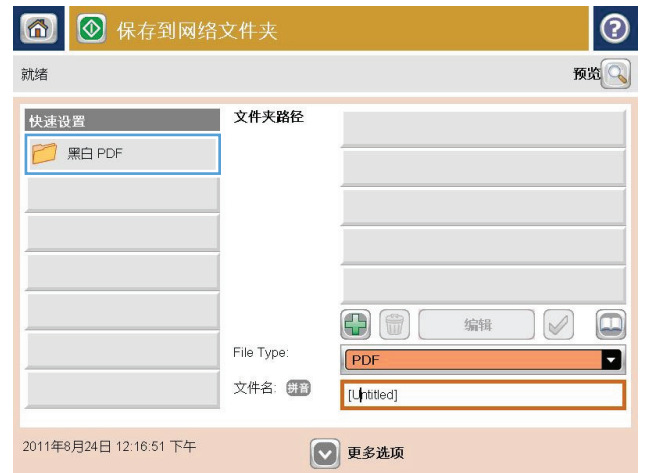 保存到网络文件夹
就绪
预览
快速设置
文件夹路径
黑白 PDF
编辑
File Type:
PDF
文件名: 拼音
[Untitled]
2011年8月24日 12:16:51 下午
更多选项